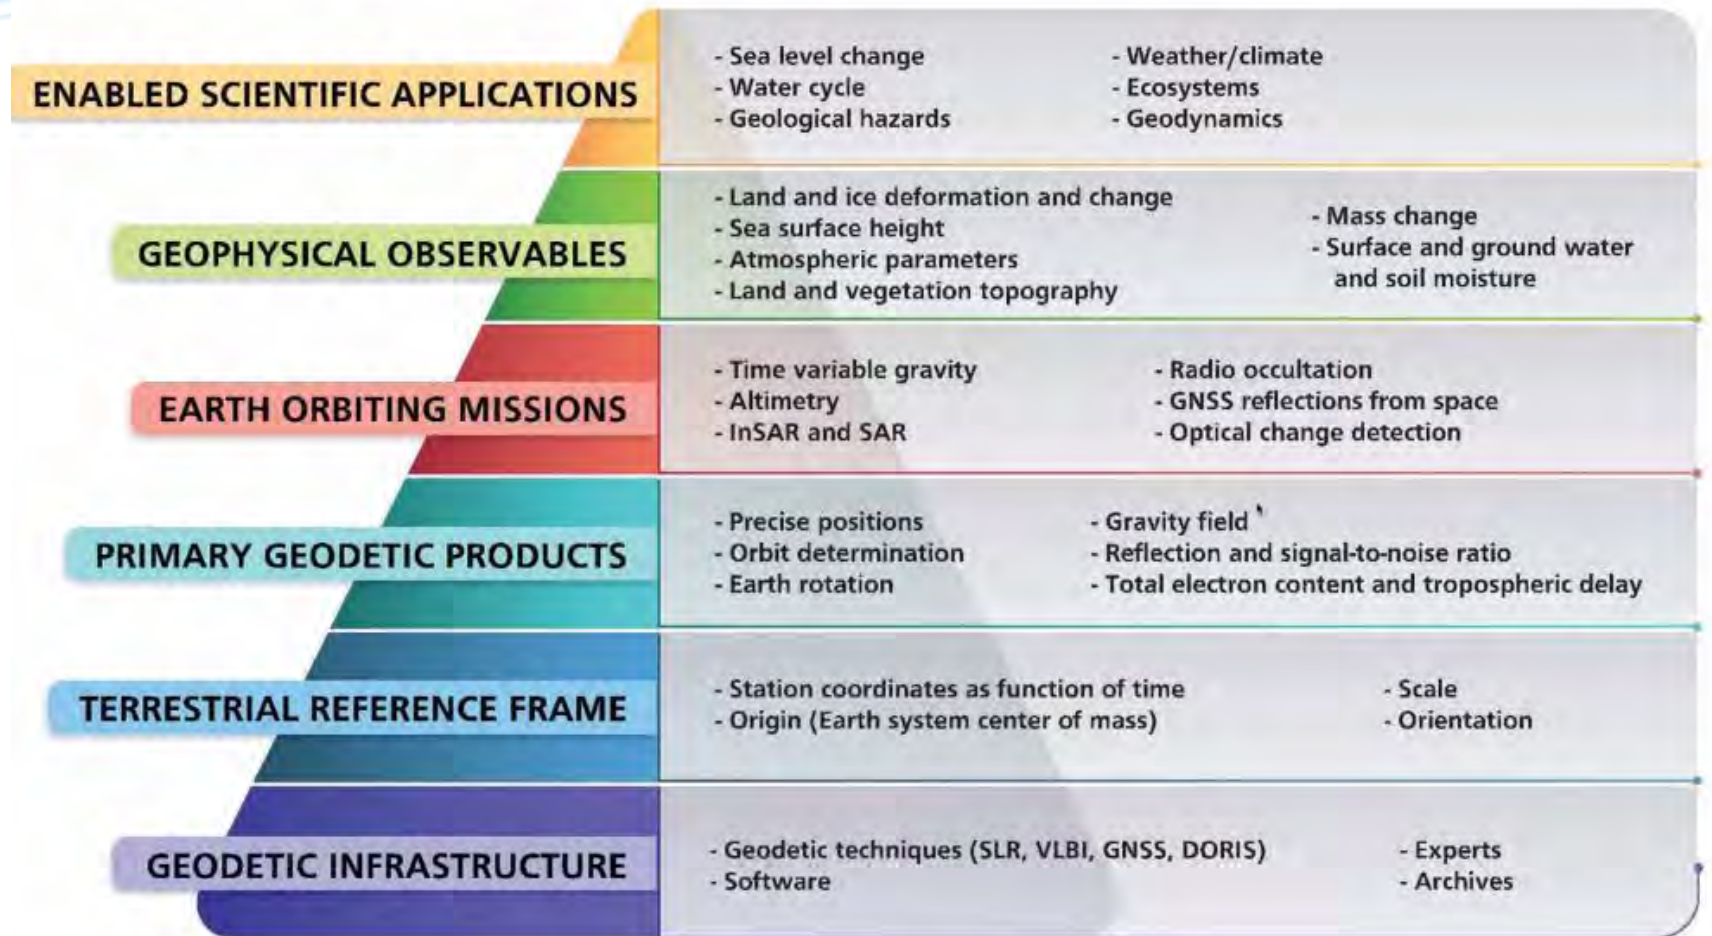 ENABLED SCIENTIFIC APPLICATIONS
- Sea level change
- Water cycle
- Geological hazards
- Weather/climate
- Ecosystems
- Geodynamics
GEOPHYSICAL OBSERVABLES
- Land and ice deformation and change
- Sea surface height
- Atmospheric parameters
- Land and vegetation topography
- Mass change
- Surface and ground water
and soil moisture
EARTH ORBITING MISSIONS
- Time variable gravity
- Altimetry
- InSAR and SAR
- Radio occultation
- GNSS reflections from space
- Optical change detection
PRIMARY GEODETIC PRODUCTS
- Precise positions
- Orbit determination
- Earth rotation
- Gravity field
- Reflection and signal-to-noise ratio
- Total electron content and tropospheric delay
TERRESTRIAL REFERENCE FRAME
- Station coordinates as function of time
- Origin (Earth system center of mass)
- Scale
- Orientation
GEODETIC INFRASTRUCTURE
- Geodetic techniques (SLR, VLBI, GNSS, DORIS)
- Software
- Experts
- Archives